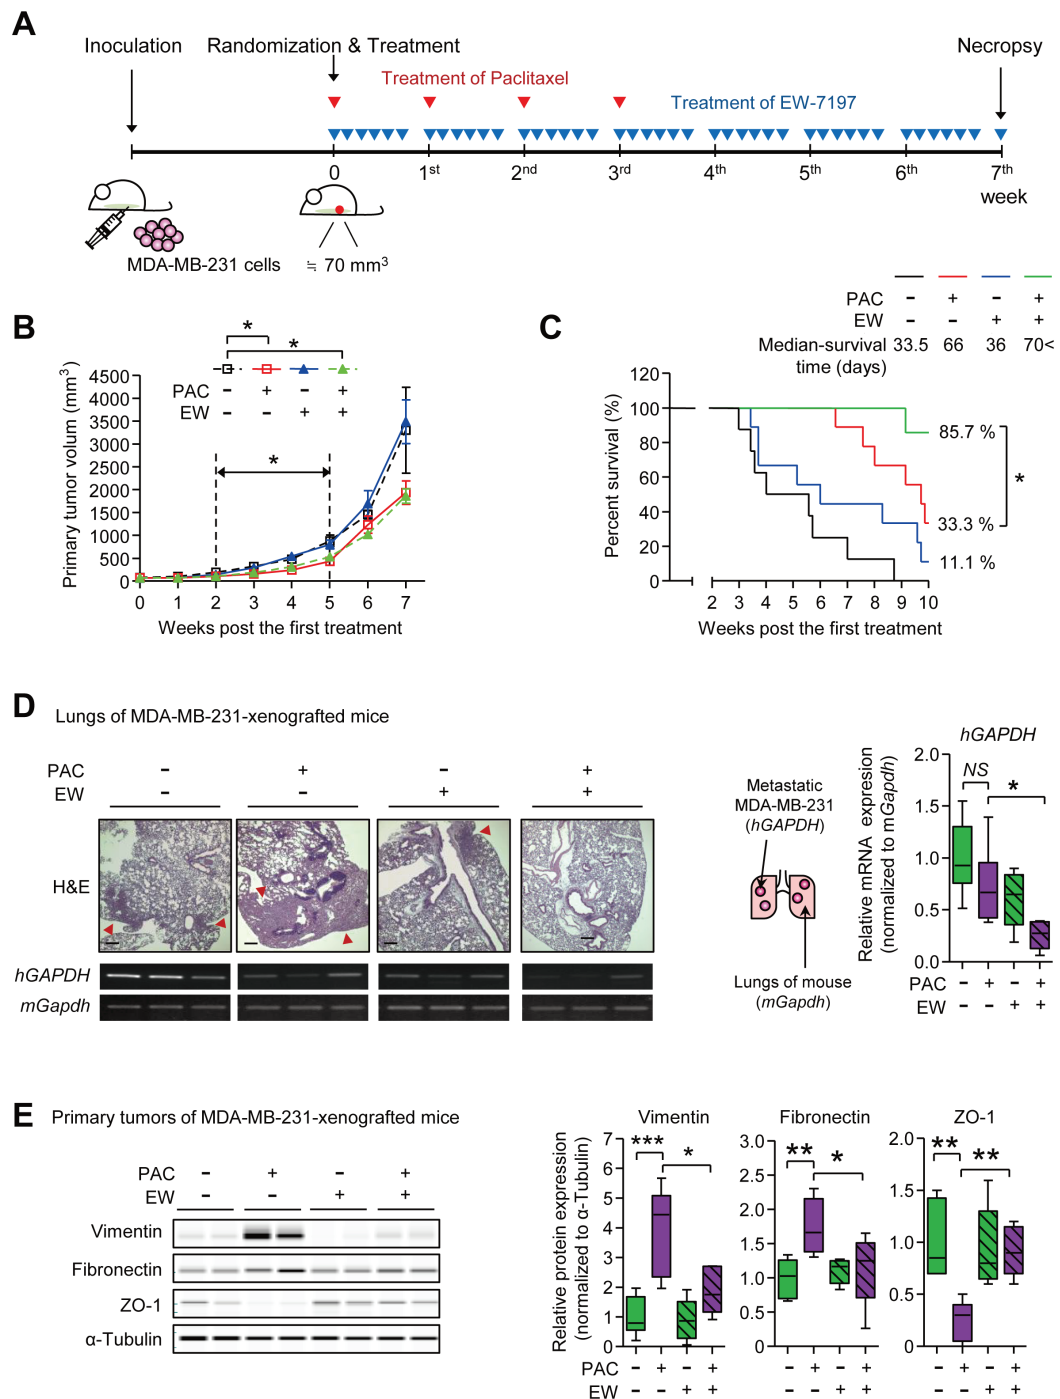 A
Inoculation
Randomization & Treatment
Necropsy
Treatment of Paclitaxel
Treatment of EW-7197
0 1st 2nd 3rd 4th 5th 6th 7th
week
MDA-MB-231 cells
≒ 70 mm3
B
* *
PAC - + - +
EW - - + +
*
Primary tumor volum (mm3)
4500
4000
3500
3000
2500
2000
1500
1000
500
0
0 1 2 3 4 5 6 7
Weeks post the first treatment
C
PAC - + - +
EW - - + +
Median-survival time (days) 33.5 66 36 70<
Percent survival (%)
120
100
80
60
40
20
0
85.7 %
33.3 %
11.1 %
*
2 3 4 5 6 7 8 9 10
Weeks post the first treatment
D
Lungs of MDA-MB-231-xenografted mice
PAC - + - +
EW - - + +
H&E
hGAPDH
mGapdh
Metastatic
MDA-MB-231
(hGAPDH)
Lungs of mouse
(mGapdh)
hGAPDH
Relative mRNA expression
(normalized to mGapdh)
2.0
1.5
1.0
0.5
0.0
NS *
PAC - + - +
EW - - + +
E
Primary tumors of MDA-MB-231-xenografted mice
PAC - + - +
EW - - + +
Vimentin
Fibronectin
ZO-1
α-Tubulin
Relative protein expression
(normalized to α-Tubulin)
Vimentin
7
6
5
4
3
2
1
0
*** *
PAC - + - +
EW - - + +
Fibronectin
3.0
2.5
2.0
1.5
1.0
0.5
0
** *
- + - +
- - + +
ZO-1
2.0
1.5
1.0
0.5
0
** **
- + - +
- - + +